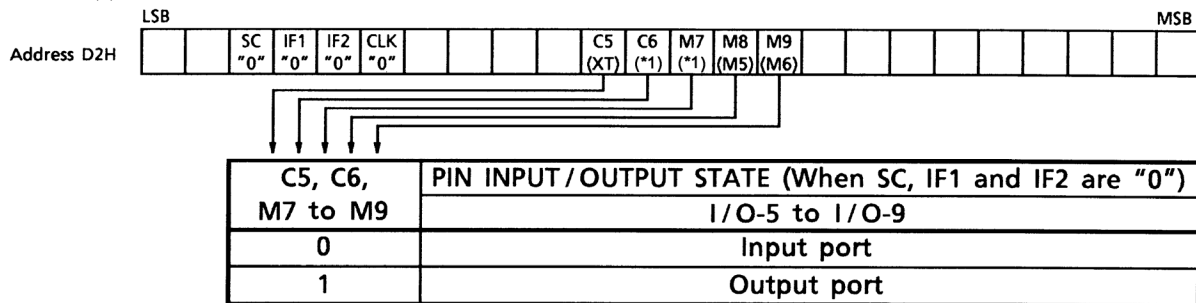 LSB MSB
Address D2H SC IF1 IF2 CLK C5 C6 M7 M8 M9
"0" "0" "0" "0" (XT) (*1) (*1) (M5) (M6)
C5, C6, PIN INPUT/OUTPUT STATE (When SC, IF1 and IF2 are "0")
M7 to M9 I/O-5 to I/O-9
0 Input port
1 Output port